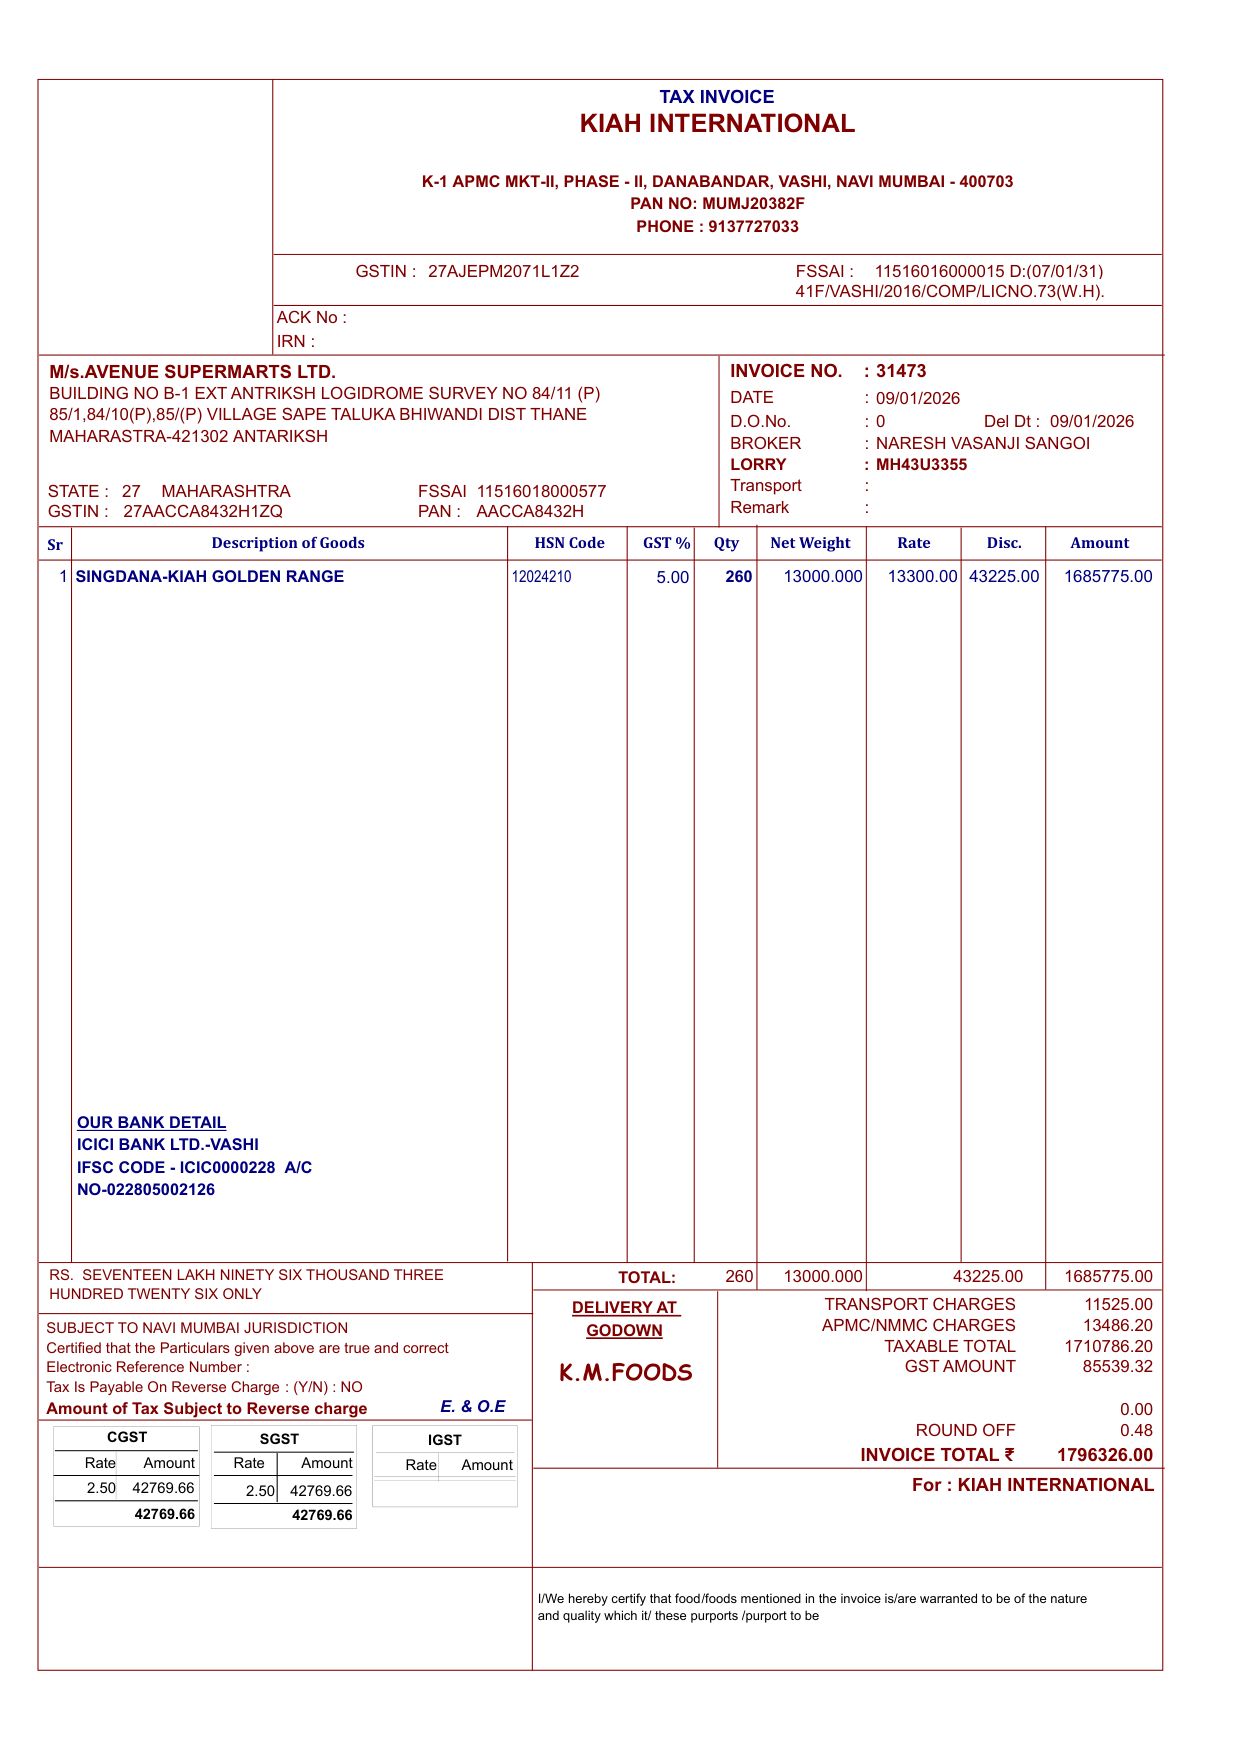 TAX INVOICE
KIAH INTERNATIONAL
K-1 APMC MKT-II, PHASE - II, DANABANDAR, VASHI, NAVI MUMBAI - 400703
PAN NO: MUMJ20382F
PHONE : 9137727033
GSTIN : 27AJEPM2071L1Z2 FSSAI : 11516016000015 D:(07/01/31)
41F/VASHI/2016/COMP/LICNO.73(W.H).
ACK No :
IRN :
M/s.AVENUE SUPERMARTS LTD.
BUILDING NO B-1 EXT ANTRIKSH LOGIDROME SURVEY NO 84/11 (P)
85/1,84/10(P),85/(P) VILLAGE SAPE TALUKA BHIWANDI DIST THANE
MAHARASTRA-421302 ANTARIKSH
STATE : 27 MAHARASHTRA FSSAI 11516018000577
GSTIN : 27AACCA8432H1ZQ PAN : AACCA8432H
INVOICE NO. : 31473
DATE : 09/01/2026
D.O.No. : 0 Del Dt : 09/01/2026
BROKER : NARESH VASANJI SANGOI
LORRY : MH43U3355
Transport :
Remark :
Sr Description of Goods HSN Code GST % Qty Net Weight Rate Disc. Amount
1 SINGDANA-KIAH GOLDEN RANGE 12024210 5.00 260 13000.000 13300.00 43225.00 1685775.00
OUR BANK DETAIL
ICICI BANK LTD.-VASHI
IFSC CODE - ICIC0000228 A/C
NO-022805002126
RS. SEVENTEEN LAKH NINETY SIX THOUSAND THREE
HUNDRED TWENTY SIX ONLY
TOTAL: 260 13000.000 43225.00 1685775.00
SUBJECT TO NAVI MUMBAI JURISDICTION
Certified that the Particulars given above are true and correct
Electronic Reference Number :
Tax Is Payable On Reverse Charge : (Y/N) : NO
Amount of Tax Subject to Reverse charge E. & O.E
DELIVERY AT
GODOWN
K.M.FOODS
TRANSPORT CHARGES 11525.00
APMC/NMMC CHARGES 13486.20
TAXABLE TOTAL 1710786.20
GST AMOUNT 85539.32
0.00
ROUND OFF 0.48
INVOICE TOTAL ₹ 1796326.00
CGST SGST IGST
Rate Amount Rate Amount Rate Amount
2.50 42769.66 2.50 42769.66
42769.66 42769.66
For : KIAH INTERNATIONAL
I/We hereby certify that food/foods mentioned in the invoice is/are warranted to be of the nature
and quality which it/ these purports /purport to be